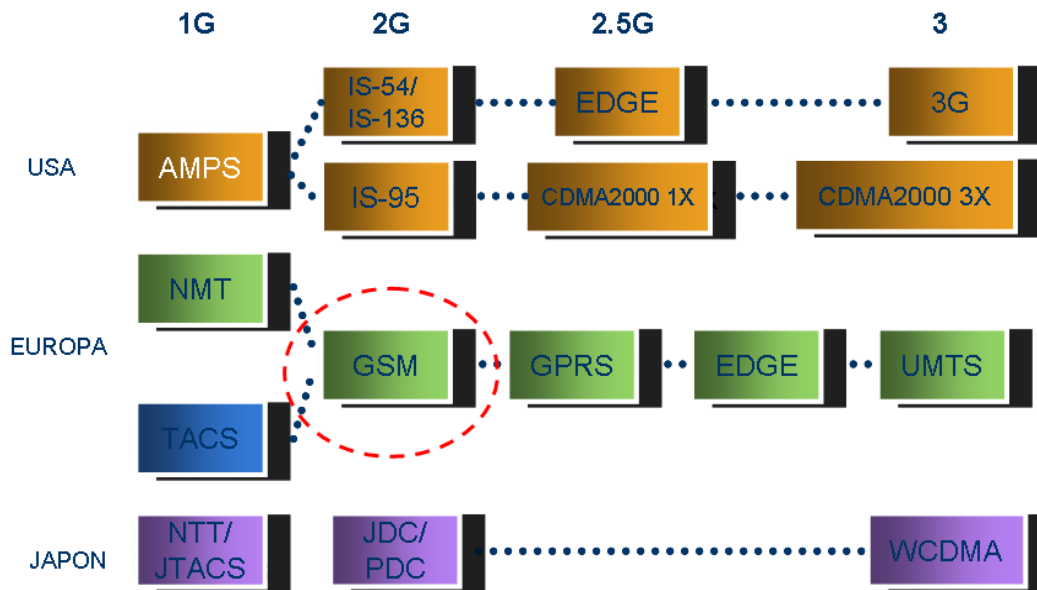 1G 2G 2.5G 3
IS-54/
IS-136
EDGE
3G
USA
AMPS
IS-95
CDMA2000 1X
CDMA2000 3X
NMT
EUROPA
GSM
GPRS
EDGE
UMTS
TACS
JAPON
NTT/
JTACS
JDC/
PDC
WCDMA